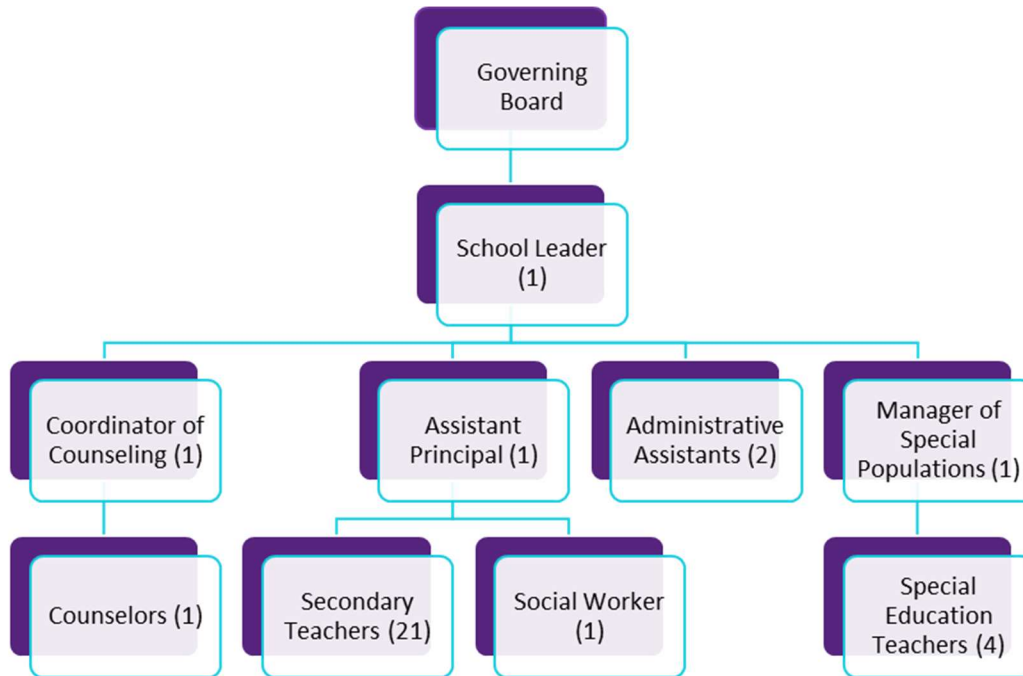 Governing
Board
School Leader
(1)
Coordinator of
Counseling (1)
Assistant
Principal (1)
Administrative
Assistants (2)
Manager of
Special
Populations (1)
Counselors (1)
Secondary
Teachers (21)
Social Worker
(1)
Special
Education
Teachers (4)